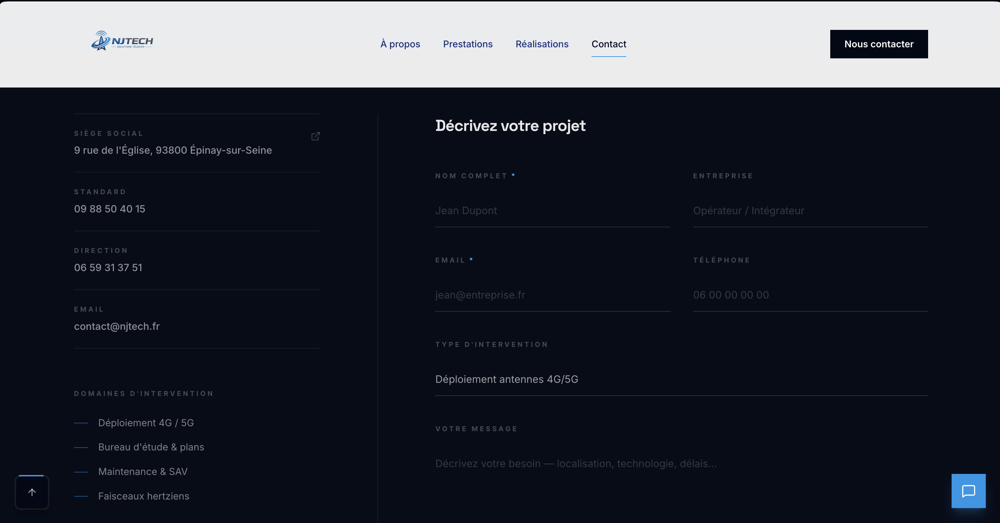 NJTECH
SOLUTIONS TÉLÉCOM
À propos
Prestations
Réalisations
Contact
Nous contacter
SIÈGE SOCIAL
9 rue de l'Église, 93800 Épinay-sur-Seine
STANDARD
09 88 50 40 15
DIRECTION
06 59 31 37 51
EMAIL
contact@njtech.fr
DOMAINES D'INTERVENTION
Déploiement 4G / 5G
Bureau d'étude & plans
Maintenance & SAV
Faisceaux hertziens
Décrivez votre projet
NOM COMPLET *
Jean Dupont
ENTREPRISE
Opérateur / Intégrateur
EMAIL *
jean@entreprise.fr
TÉLÉPHONE
06 00 00 00 00
TYPE D'INTERVENTION
Déploiement antennes 4G/5G
VOTRE MESSAGE
Décrivez votre besoin — localisation, technologie, délais...